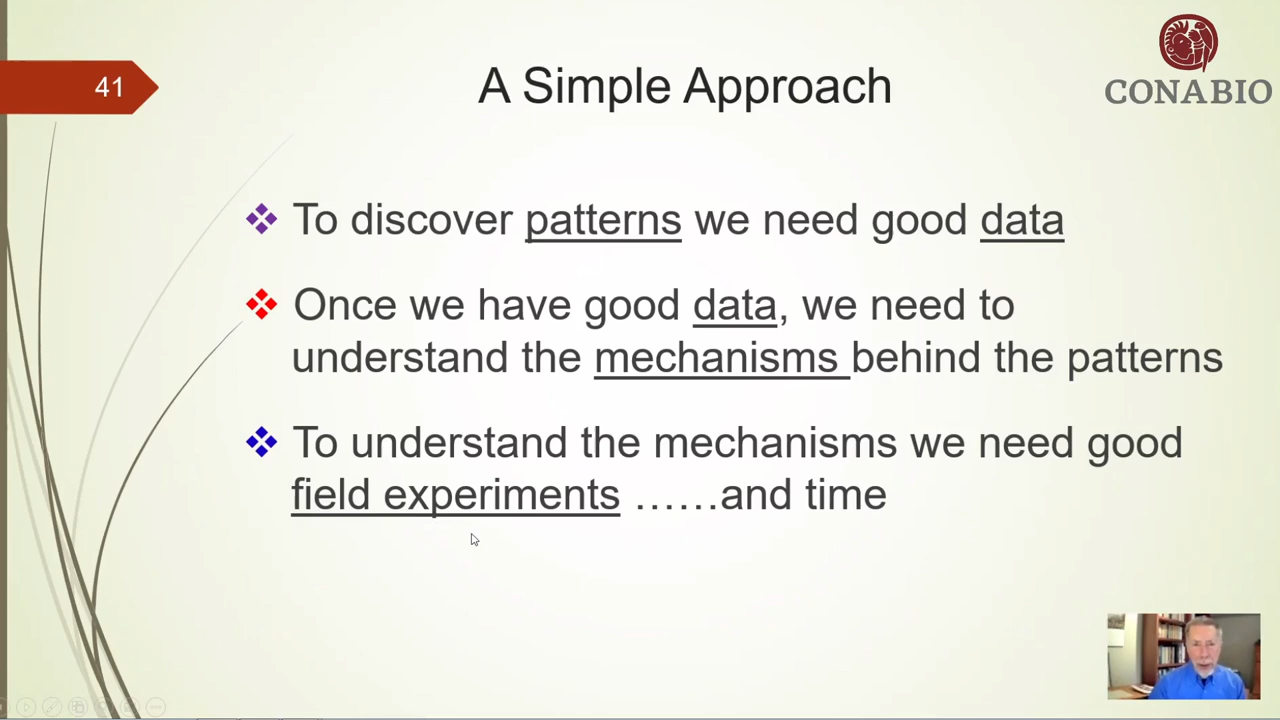 41
A Simple Approach
CONABIO
To discover patterns we need good data
Once we have good data, we need to
understand the mechanisms behind the patterns
To understand the mechanisms we need good
field experiments ……and time